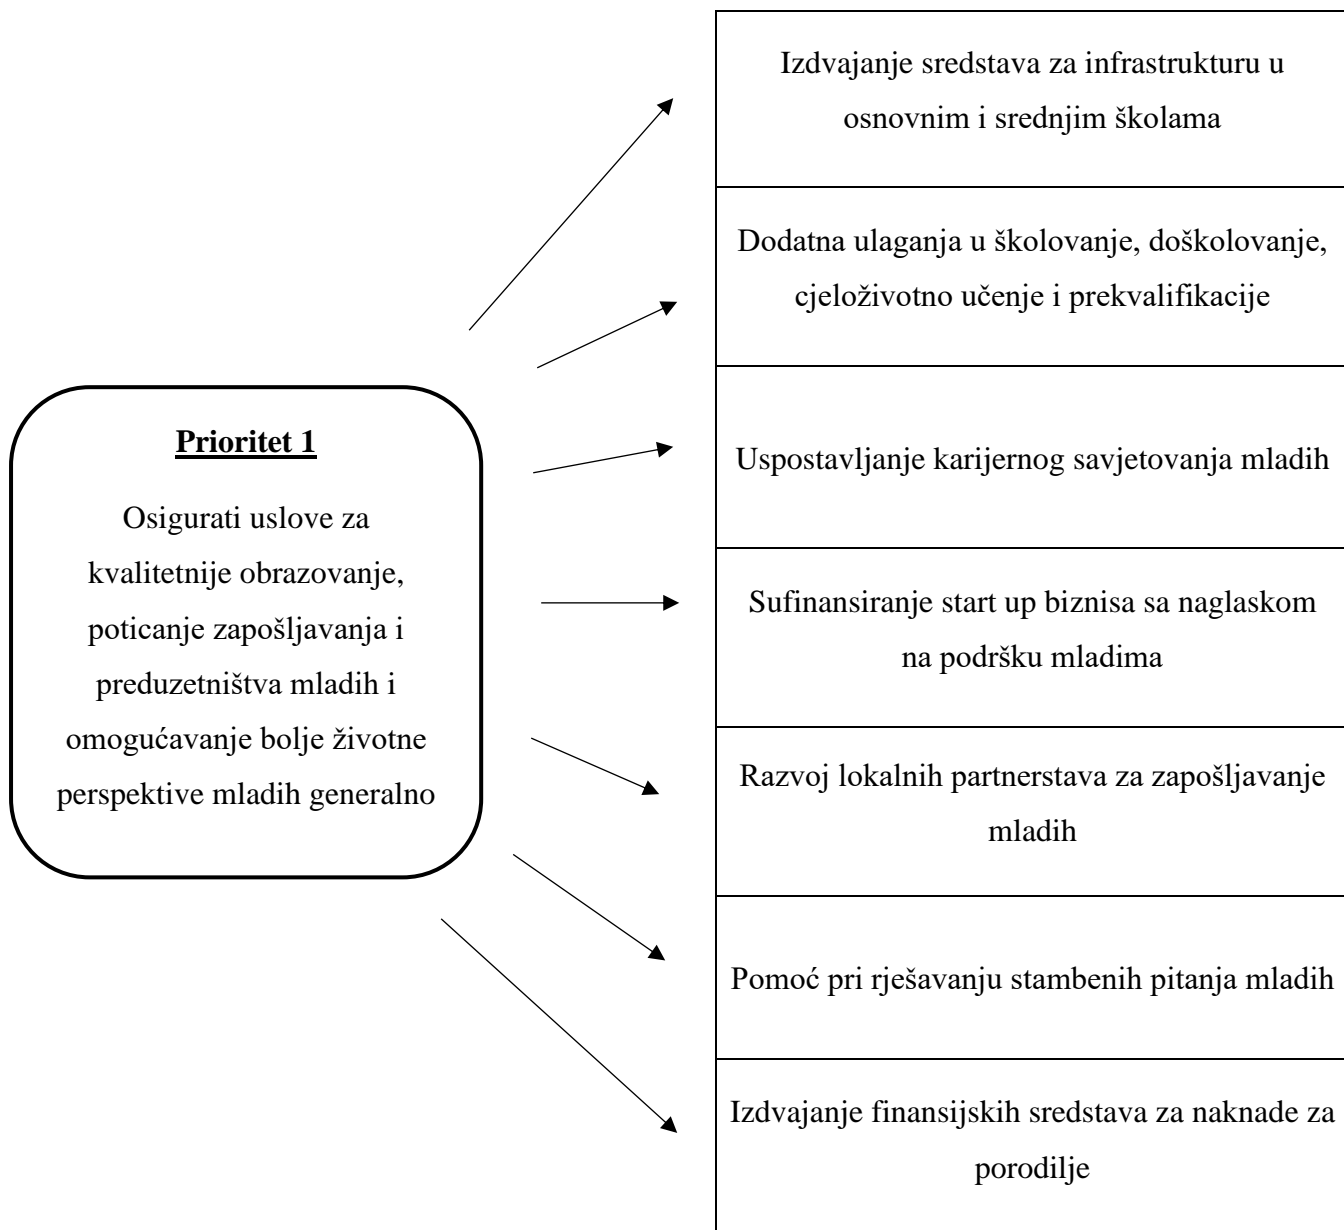 Prioritet 1
Osigurati uslove za
kvalitetnije obrazovanje,
poticanje zapošljavanja i
preduzetništva mladih i
omogućavanje bolje životne
perspektive mladih generalno
Izdvajanje sredstava za infrastrukturu u
osnovnim i srednjim školama
Dodatna ulaganja u školovanje, doškolovanje,
cjeloživotno učenje i prekvalifikacije
Uspostavljanje karijernog savjetovanja mladih
Sufinansiranje start up biznisa sa naglaskom
na podršku mladima
Razvoj lokalnih partnerstava za zapošljavanje
mladih
Pomoć pri rješavanju stambenih pitanja mladih
Izdvajanje finansijskih sredstava za naknade za
porodilje